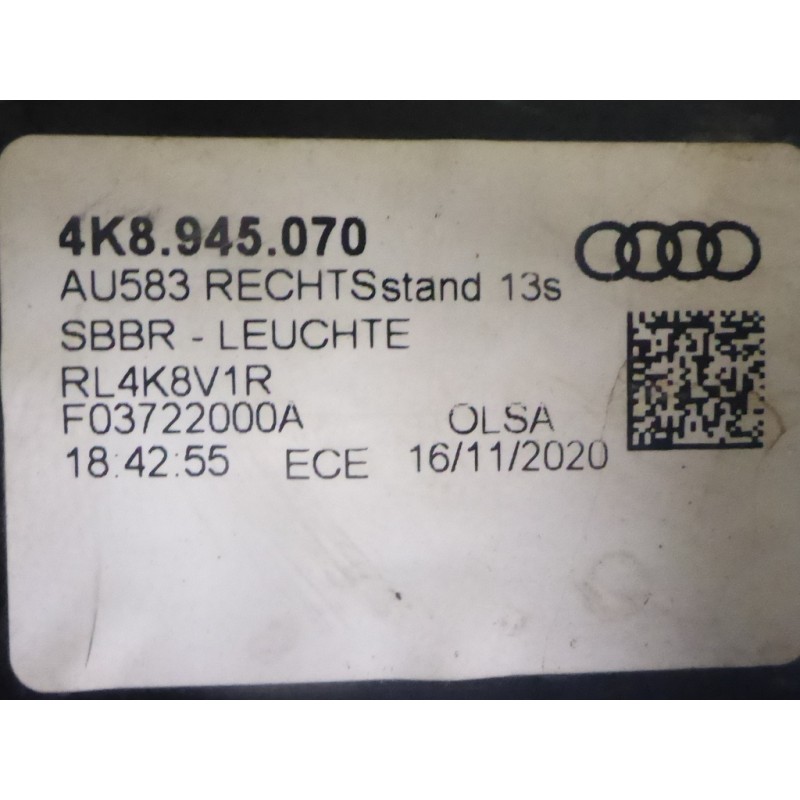 4K8.945.070
AU583 RECHTSstand 13s
SBBR - LEUCHTE
RL4K8V1R
F03722000A OLSA
18:42:55 ECE 16/11/2020